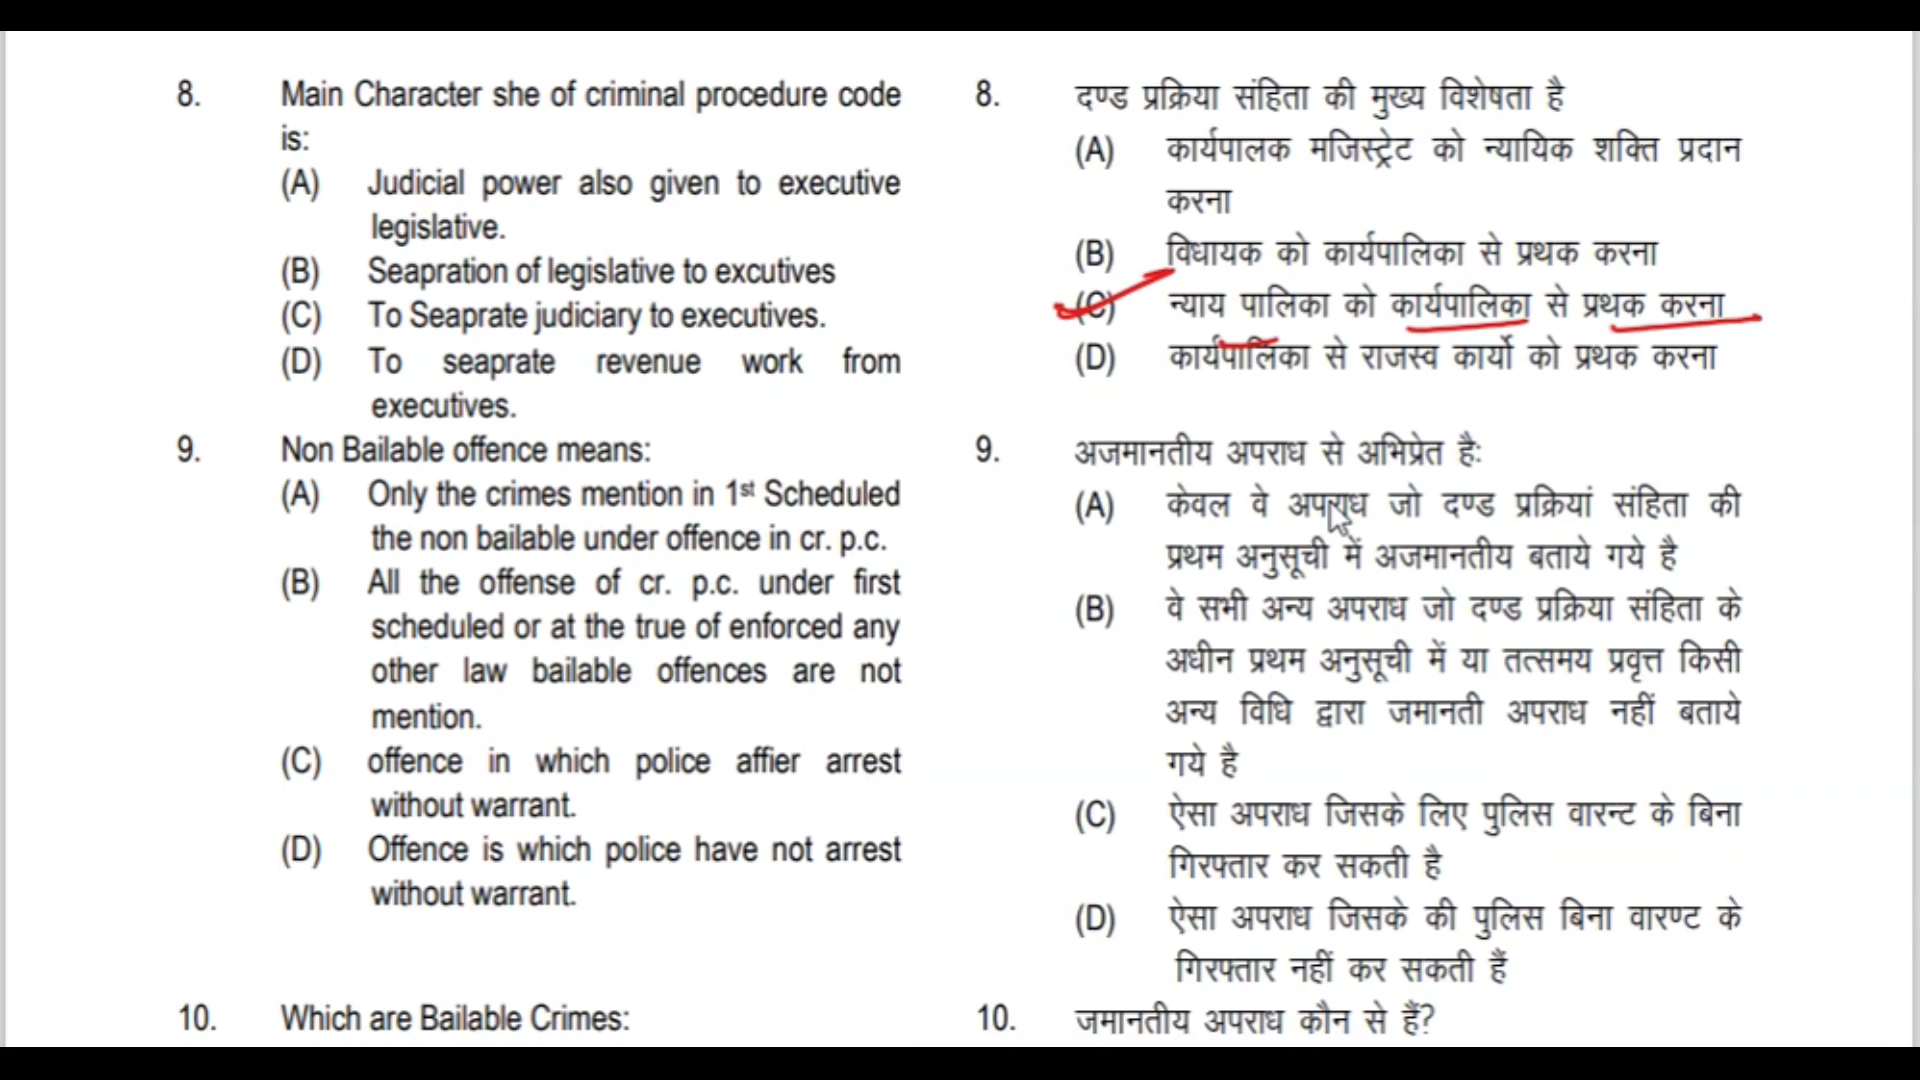 8. Main Character she of criminal procedure code
is:
(A) Judicial power also given to executive
legislative.
(B) Seapration of legislative to excutives
(C) To Seaprate judiciary to executives.
(D) To seaprate revenue work from
executives.
9. Non Bailable offence means:
(A) Only the crimes mention in 1st Scheduled
the non bailable under offence in cr. p.c.
(B) All the offense of cr. p.c. under first
scheduled or at the true of enforced any
other law bailable offences are not
mention.
(C) offence in which police affier arrest
without warrant.
(D) Offence is which police have not arrest
without warrant.
10. Which are Bailable Crimes:
8. दण्ड प्रक्रिया संहिता की मुख्य विशेषता है
(A) कार्यपालक मजिस्ट्रेट को न्यायिक शक्ति प्रदान
करना
(B) विधायक को कार्यपालिका से प्रथक करना
(C) न्याय पालिका को कार्यपालिका से प्रथक करना
(D) कार्यपालिका से राजस्व कार्यो को प्रथक करना
9. अजमानतीय अपराध से अभिप्रेत है:
(A) केवल वे अपराध जो दण्ड प्रक्रियां संहिता की
प्रथम अनुसूची में अजमानतीय बताये गये है
(B) वे सभी अन्य अपराध जो दण्ड प्रक्रिया संहिता के
अधीन प्रथम अनुसूची में या तत्समय प्रवृत्त किसी
अन्य विधि द्वारा जमानती अपराध नहीं बताये
गये है
(C) ऐसा अपराध जिसके लिए पुलिस वारन्ट के बिना
गिरफ्तार कर सकती है
(D) ऐसा अपराध जिसके की पुलिस बिना वारण्ट के
गिरफ्तार नहीं कर सकती हैं
10. जमानतीय अपराध कौन से हैं?